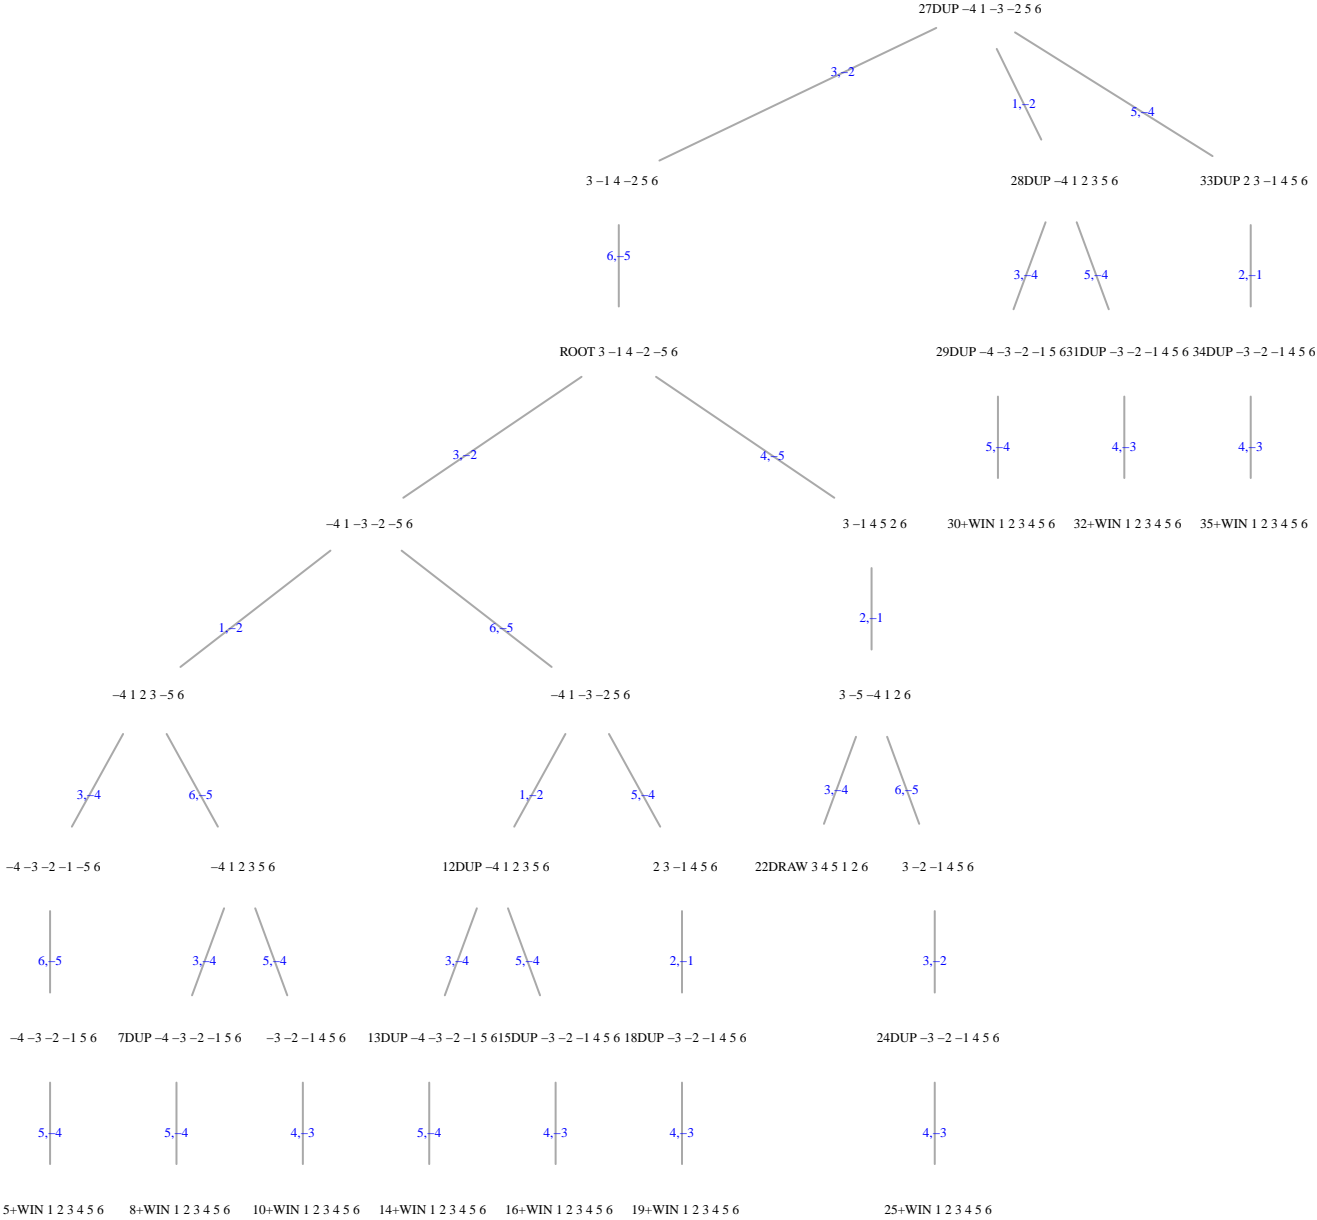 27DUP −4 1 −3 −2 5 6
3,−2
1,−2
5,−4
3 −1 4 −2 5 6
28DUP −4 1 2 3 5 6
33DUP 2 3 −1 4 5 6
6,−5
3,−4
5,−4
2,−1
ROOT 3 −1 4 −2 −5 6
29DUP −4 −3 −2 −1 5 6
31DUP −3 −2 −1 4 5 6
34DUP −3 −2 −1 4 5 6
3,−2
4,−5
5,−4
4,−3
4,−3
−4 1 −3 −2 −5 6
3 −1 4 5 2 6
30+WIN 1 2 3 4 5 6
32+WIN 1 2 3 4 5 6
35+WIN 1 2 3 4 5 6
1,−2
6,−5
2,−1
−4 1 2 3 −5 6
−4 1 −3 −2 5 6
3 −5 −4 1 2 6
3,−4
6,−5
1,−2
5,−4
3,−4
6,−5
−4 −3 −2 −1 −5 6
−4 1 2 3 5 6
12DUP −4 1 2 3 5 6
2 3 −1 4 5 6
22DRAW 3 4 5 1 2 6
3 −2 −1 4 5 6
6,−5
3,−4
5,−4
3,−4
5,−4
2,−1
3,−2
−4 −3 −2 −1 5 6
7DUP −4 −3 −2 −1 5 6
−3 −2 −1 4 5 6
13DUP −4 −3 −2 −1 5 6
15DUP −3 −2 −1 4 5 6
18DUP −3 −2 −1 4 5 6
24DUP −3 −2 −1 4 5 6
5,−4
5,−4
4,−3
5,−4
4,−3
4,−3
4,−3
5+WIN 1 2 3 4 5 6
8+WIN 1 2 3 4 5 6
10+WIN 1 2 3 4 5 6
14+WIN 1 2 3 4 5 6
16+WIN 1 2 3 4 5 6
19+WIN 1 2 3 4 5 6
25+WIN 1 2 3 4 5 6